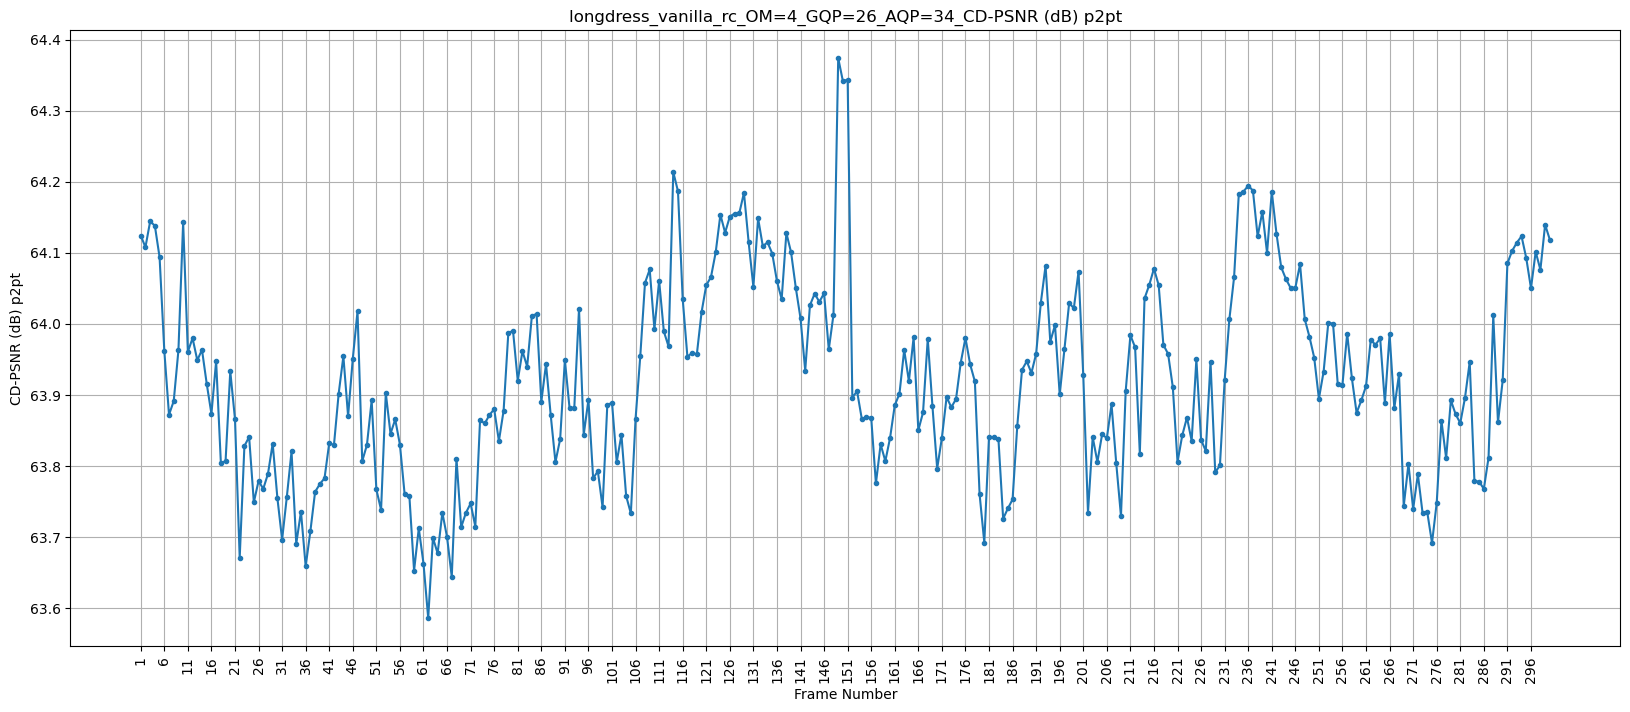 longdress_vanilla_rc_OM=4_GQP=26_AQP=34_CD-PSNR (dB) p2pt
CD-PSNR (dB) p2pt
64.4
64.3
64.2
64.1
64.0
63.9
63.8
63.7
63.6
1 6 11 16 21 26 31 36 41 46 51 56 61 66 71 76 81 86 91 96 101 106 111 116 121 126 131 136 141 146 151 156 161 166 171 176 181 186 191 196 201 206 211 216 221 226 231 236 241 246 251 256 261 266 271 276 281 286 291 296
Frame Number